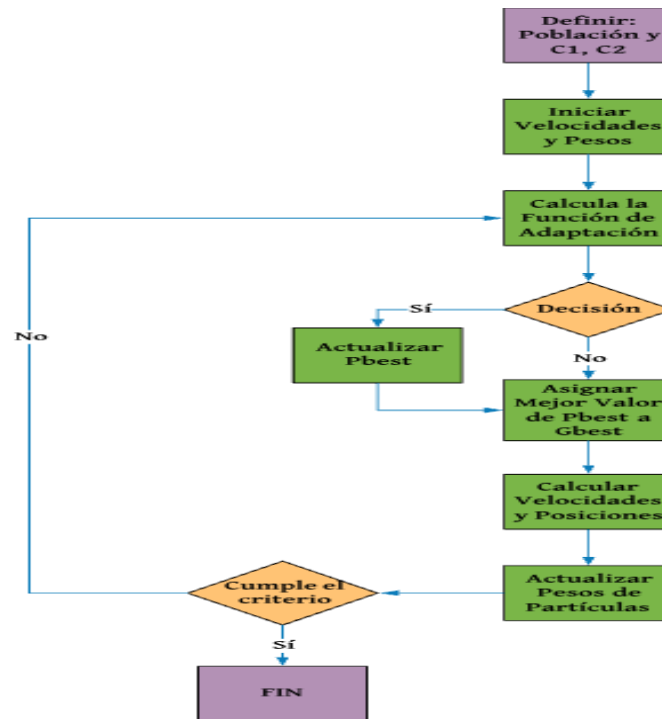 Definir:
Población y
C1, C2
Iniciar
Velocidades
y Pesos
Calcula la
Función de
Adaptación
Decisión
Sí
No
Actualizar
Pbest
Asignar
Mejor Valor
de Pbest a
Gbest
Calcular
Velocidades
y Posiciones
Actualizar
Pesos de
Partículas
Cumple el
criterio
No
Sí
FIN